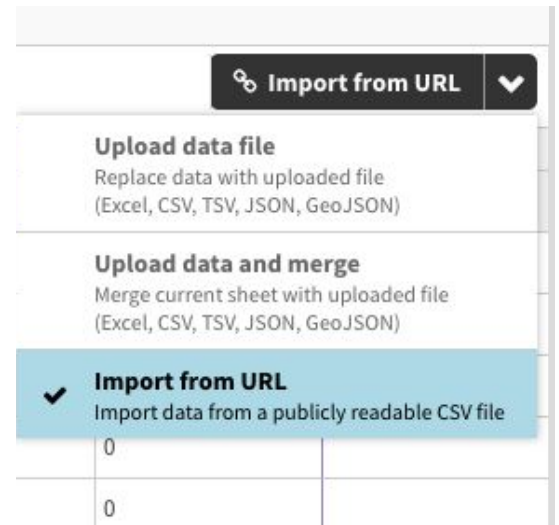 Import from URL
Upload data file
Replace data with uploaded file
(Excel, CSV, TSV, JSON, GeoJSON)
Upload data and merge
Merge current sheet with uploaded file
(Excel, CSV, TSV, JSON, GeoJSON)
Import from URL
Import data from a publicly readable CSV file
0
0